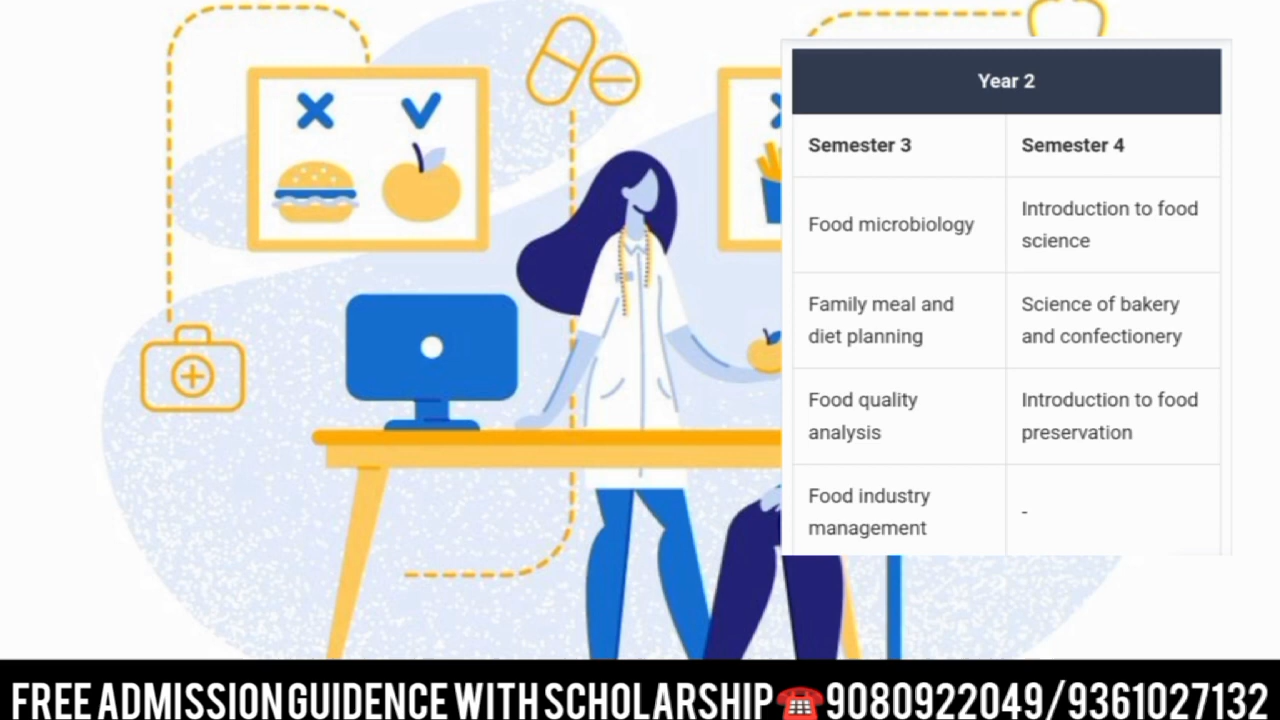 Year 2
Semester 3 Semester 4
Food microbiology
Introduction to food
science
Family meal and
diet planning
Science of bakery
and confectionery
Food quality
analysis
Introduction to food
preservation
Food industry
management
-
FREE ADMISSION GUIDENCE WITH SCHOLARSHIP☎️9080922049/9361027132